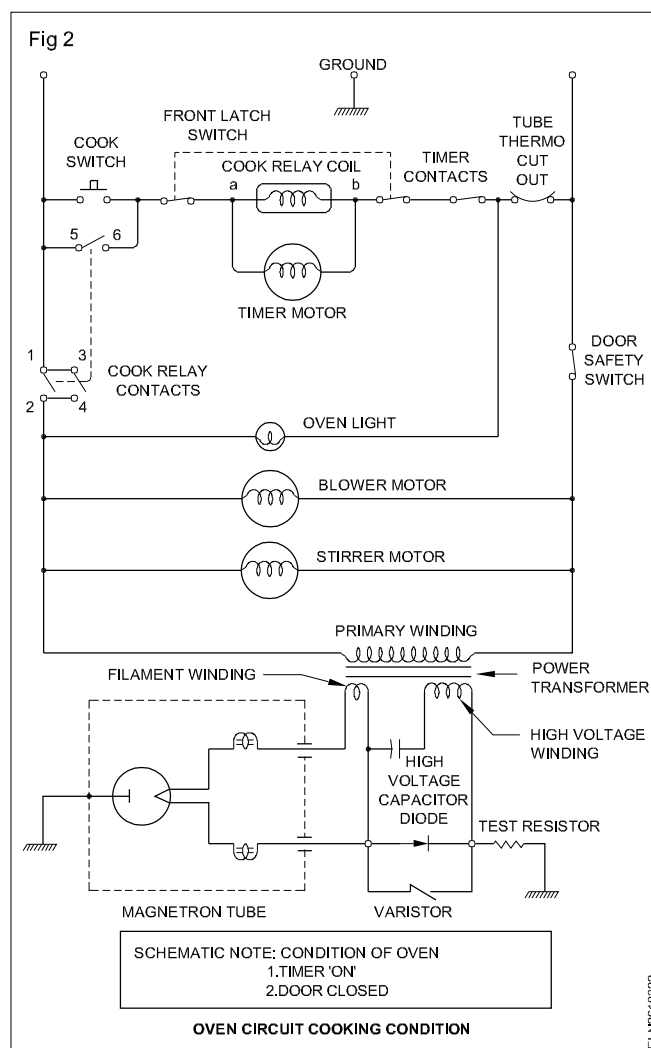 Fig 2
GROUND
FRONT LATCH
SWITCH
COOK
SWITCH
TUBE
THERMO
CUT
OUT
TIMER
CONTACTS
COOK RELAY COIL
a
b
5
6
TIMER MOTOR
1
3
COOK RELAY
CONTACTS
2
4
DOOR
SAFETY
SWITCH
OVEN LIGHT
BLOWER MOTOR
STIRRER MOTOR
PRIMARY WINDING
FILAMENT WINDING
POWER
TRANSFORMER
HIGH VOLTAGE
WINDING
HIGH
VOLTAGE
CAPACITOR
DIODE
TEST RESISTOR
MAGNETRON TUBE
VARISTOR
SCHEMATIC NOTE: CONDITION OF OVEN
1.TIMER 'ON'
2.DOOR CLOSED
OVEN CIRCUIT COOKING CONDITION